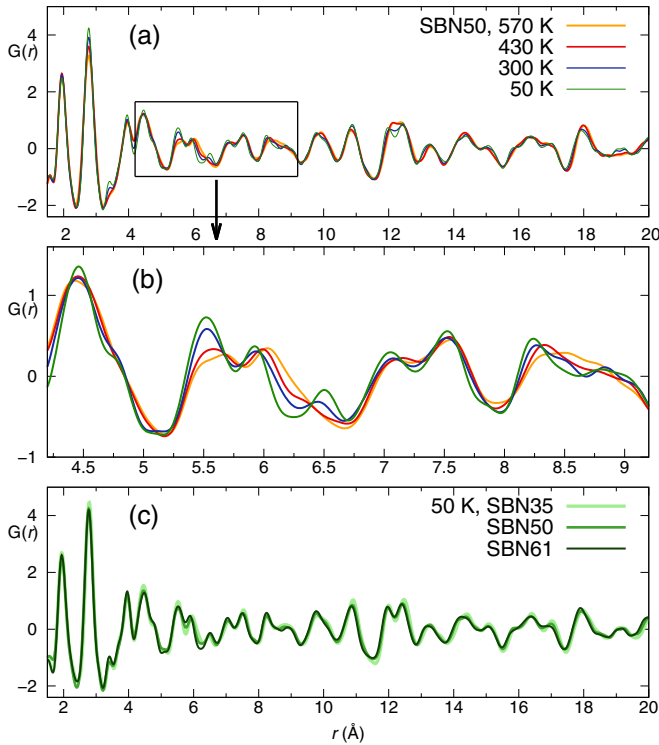 (a)
SBN50, 570 K
430 K
300 K
50 K
G(r)
4
2
0
−2
2 4 6 8 10 12 14 16 18 20
(b)
G(r)
1
0
−1
4.5 5 5.5 6 6.5 7 7.5 8 8.5 9
(c)
50 K, SBN35
SBN50
SBN61
G(r)
4
2
0
−2
2 4 6 8 10 12 14 16 18 20
r (Å)